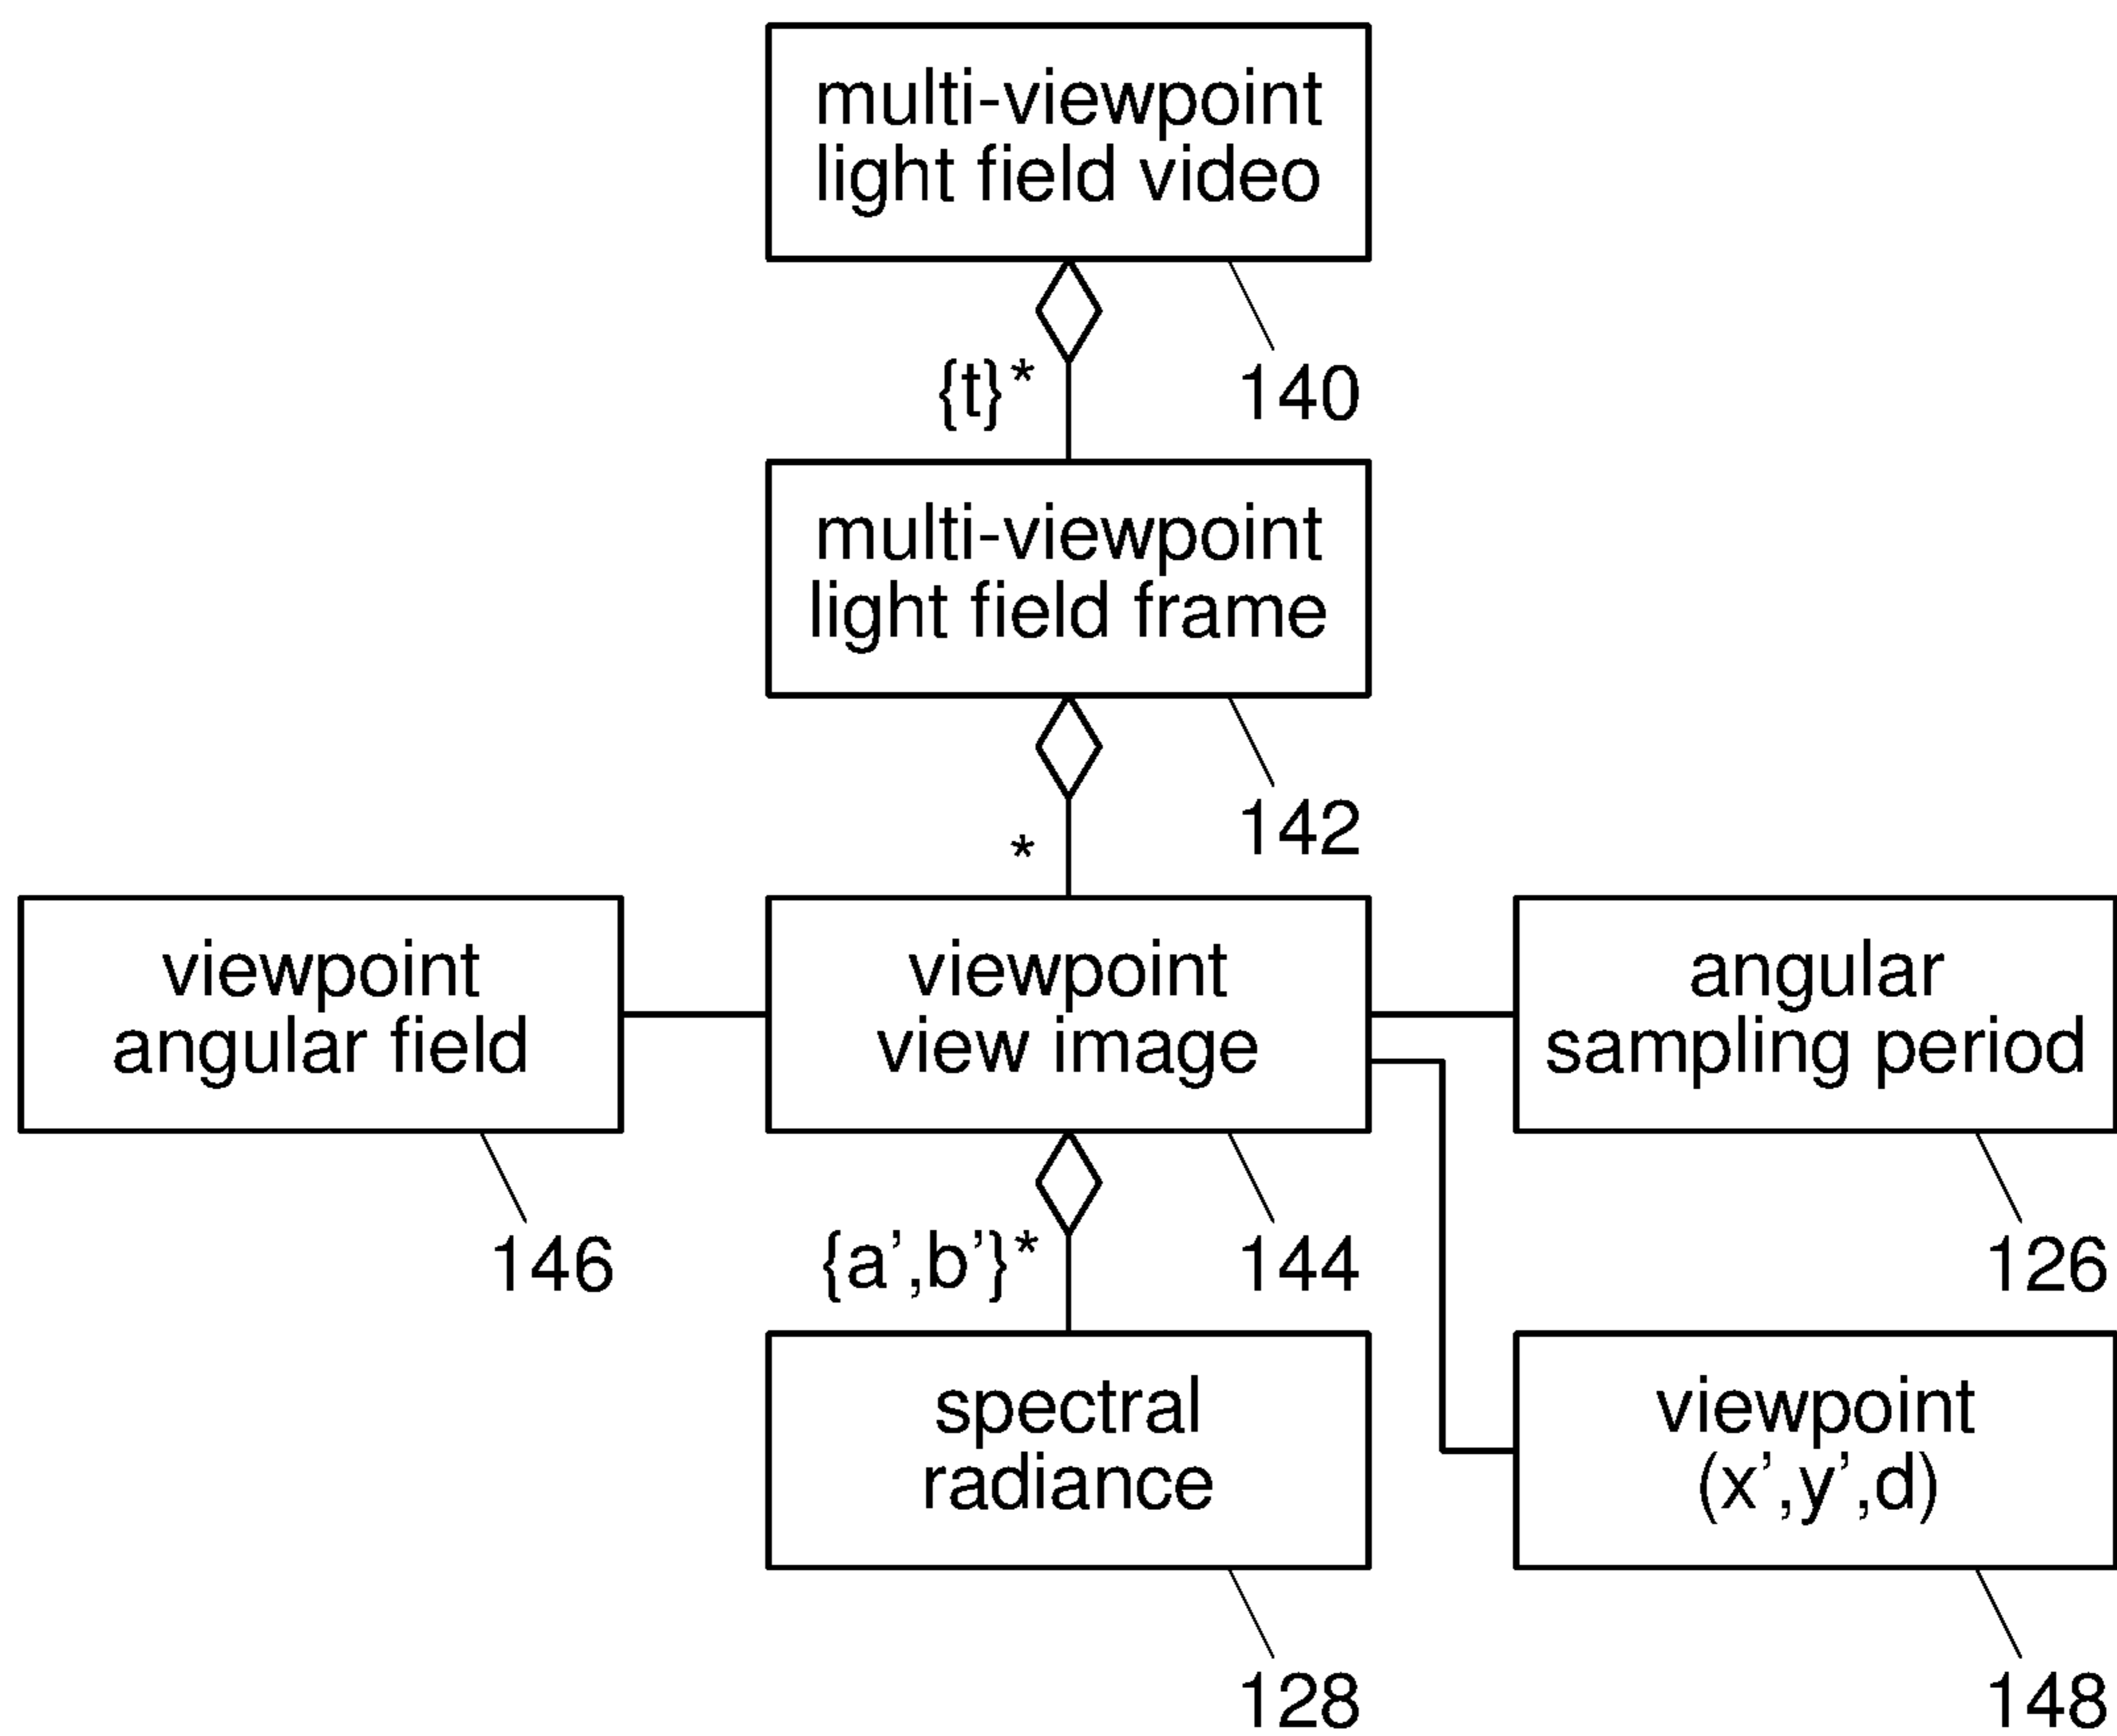 multi-viewpoint
light field video
{t}*
140
multi-viewpoint
light field frame
*
142
viewpoint
angular field
146
viewpoint
view image
144
angular
sampling period
126
{a’,b’}*
spectral
radiance
128
viewpoint
(x’,y’,d)
148